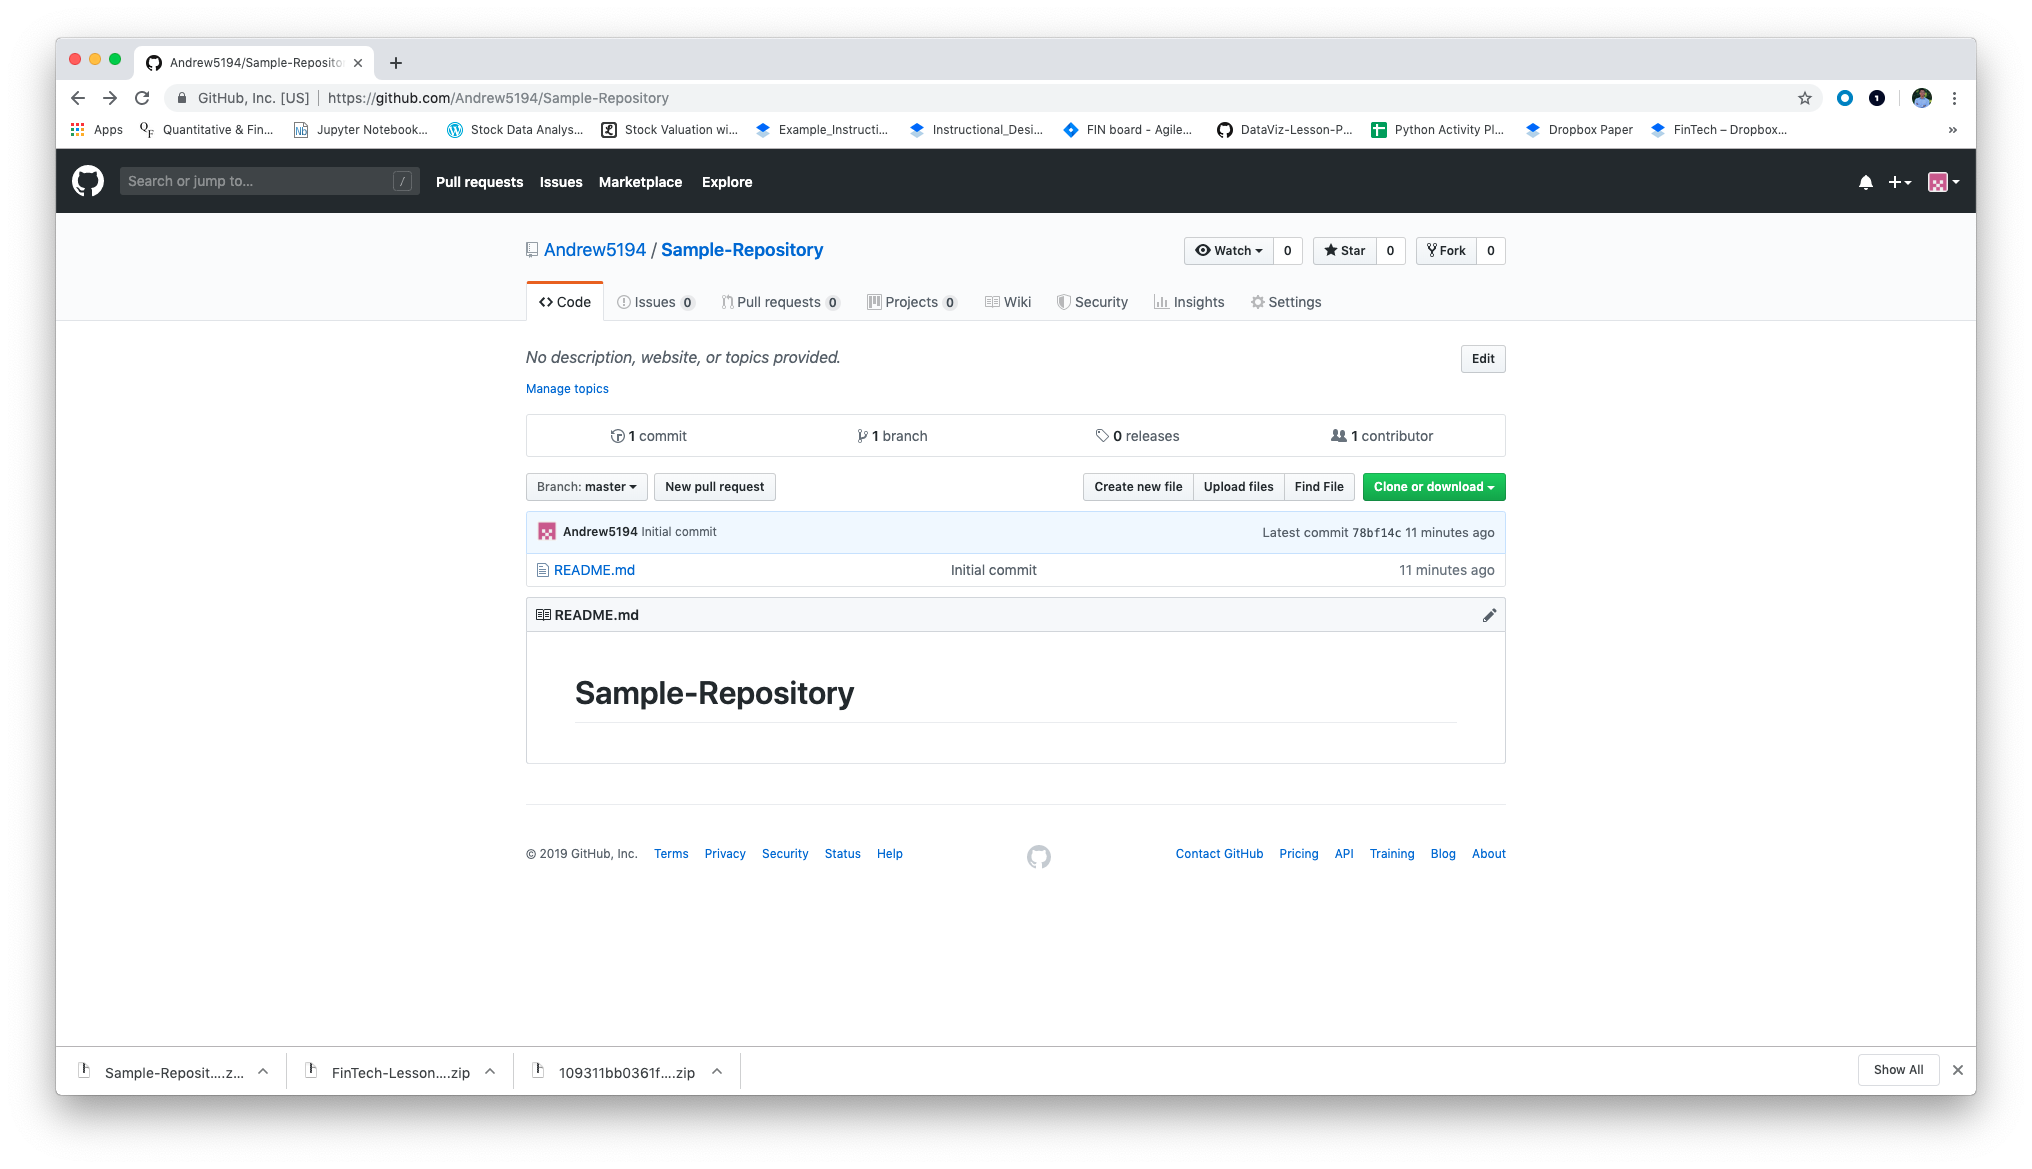 Andrew5194/Sample-Reposito
GitHub, Inc. [US] https://github.com/Andrew5194/Sample-Repository
Apps QF Quantitative & Fin... Nb Jupyter Notebook... Stock Data Analys... Stock Valuation wi... Example_Instructi... Instructional_Desi... FIN board - Agile... DataViz-Lesson-P... Python Activity Pl... Dropbox Paper FinTech – Dropbox... »
Search or jump to... / Pull requests Issues Marketplace Explore
Andrew5194 / Sample-Repository Watch 0 Star 0 Fork 0
Code Issues 0 Pull requests 0 Projects 0 Wiki Security Insights Settings
No description, website, or topics provided. Edit
Manage topics
1 commit 1 branch 0 releases 1 contributor
Branch: master New pull request Create new file Upload files Find File Clone or download
Andrew5194 Initial commit Latest commit 78bf14c 11 minutes ago
README.md Initial commit 11 minutes ago
README.md
Sample-Repository
© 2019 GitHub, Inc. Terms Privacy Security Status Help Contact GitHub Pricing API Training Blog About
Sample-Reposit....z... FinTech-Lesson....zip 109311bb0361f....zip Show All